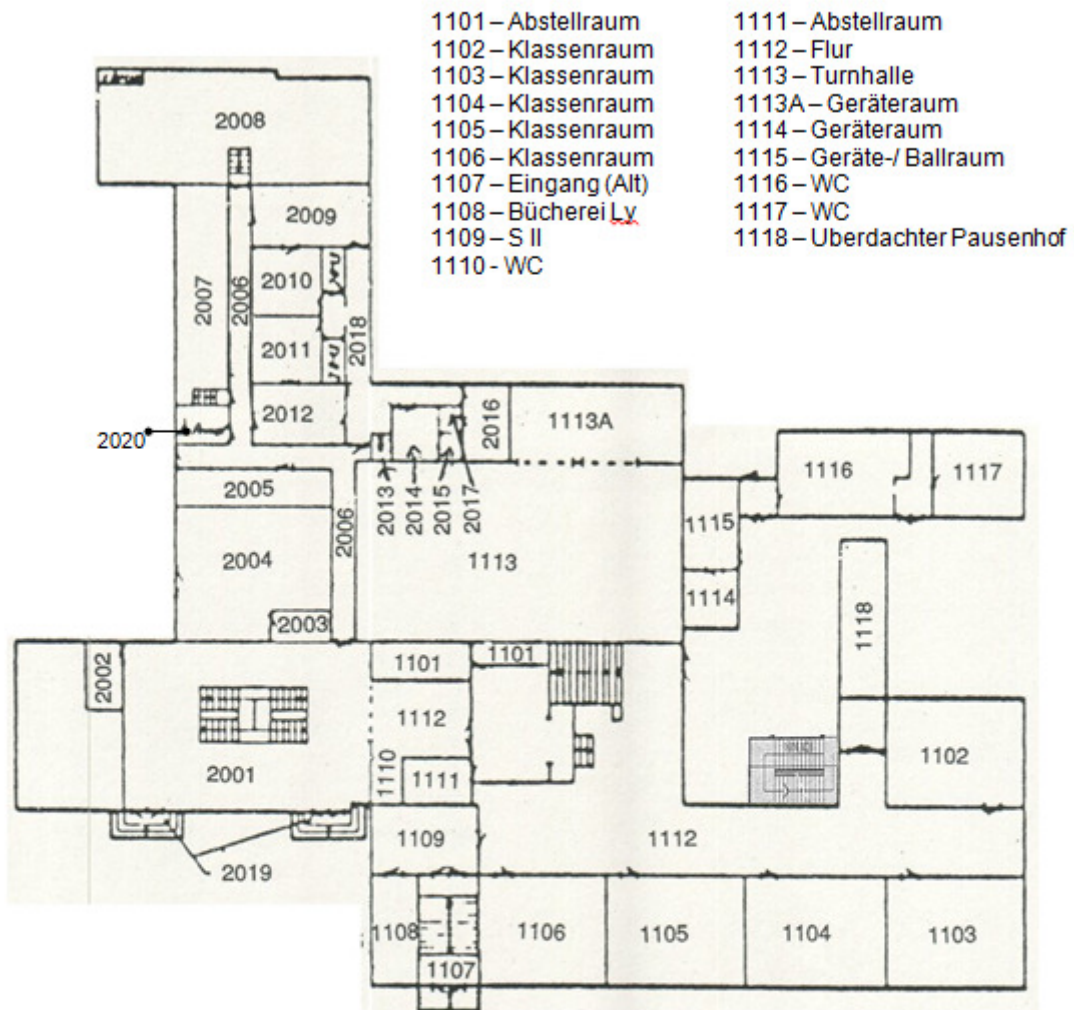 1101 – Abstellraum
1102 – Klassenraum
1103 – Klassenraum
1104 – Klassenraum
1105 – Klassenraum
1106 – Klassenraum
1107 – Eingang (Alt)
1108 – Bücherei Lv
1109 – S II
1110 - WC
1111 – Abstellraum
1112 – Flur
1113 – Turnhalle
1113A – Geräteraum
1114 – Geräteraum
1115 – Geräte-/ Ballraum
1116 – WC
1117 – WC
1118 – Uberdachter Pausenhof
2008
2009
2010
2007
2006
2018
2011
2012
2016
1113A
2020
1116
1117
2005
2013
2014
2015
2017
1115
2006
2004
1113
1114
2003
1118
2002
1101
1101
1112
1102
2001
1110
1111
1109
1112
2019
1108
1106
1105
1104
1103
1107